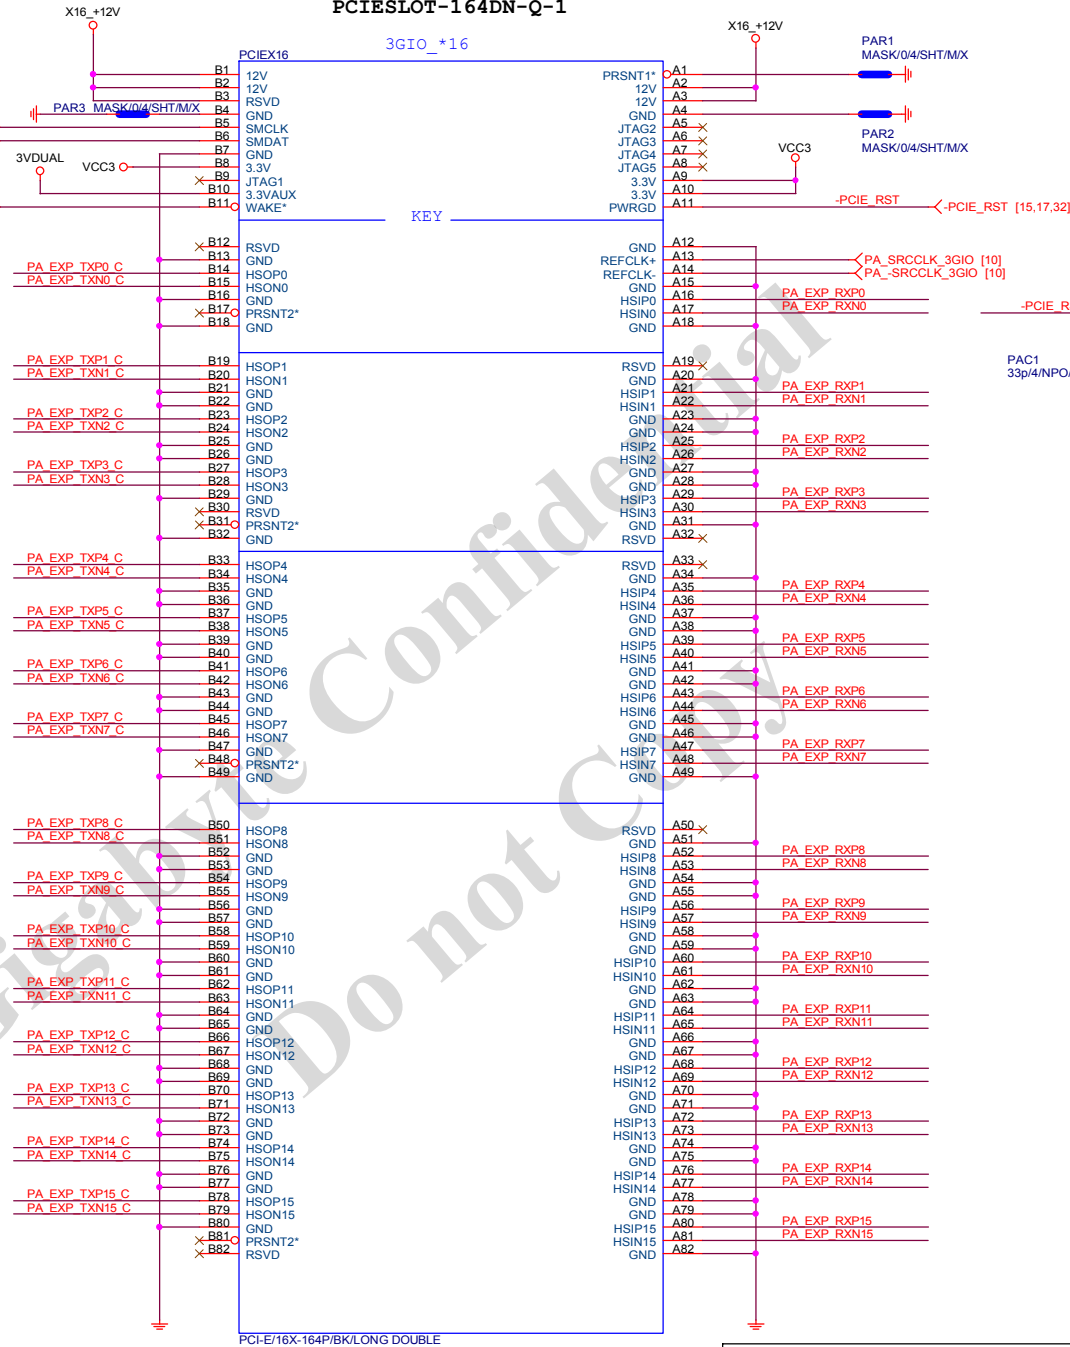 PCIESLOT-164DN-Q-1
X16_+12V
X16_+12V
3GIO_*16
PCIEX16
PAR1
MASK/0/4/SHT/M/X
B1 12V PRSNT1* A1
B2 12V 12V A2
B3 RSVD 12V A3
PAR3 MASK/0/4/SHT/M/X B4 GND GND A4
B5 SMCLK JTAG2 A5
PAR2
MASK/0/4/SHT/M/X
B6 SMDAT JTAG3 A6
B7 GND JTAG4 A7
3VDUAL VCC3 B8 3.3V JTAG5 A8 VCC3
B9 JTAG1 3.3V A9
B10 3.3VAUX 3.3V A10
B11 WAKE* PWRGD A11 -PCIE_RST -PCIE_RST [15,17,32]
KEY
B12 RSVD GND A12
B13 GND REFCLK+ A13 PA_SRCCLK_3GIO [10]
PA_EXP_TXP0_C B14 HSOP0 REFCLK- A14 PA_-SRCCLK_3GIO [10]
PA_EXP_TXN0_C B15 HSON0 GND A15
B16 GND HSIP0 A16 PA_EXP_RXP0
B17 PRSNT2* HSIN0 A17 PA_EXP_RXN0 -PCIE_R
B18 GND GND A18
PAC1
33p/4/NPO/
PA_EXP_TXP1_C B19 HSOP1 RSVD A19
PA_EXP_TXN1_C B20 HSON1 GND A20
B21 GND HSIP1 A21 PA_EXP_RXP1
B22 GND HSIN1 A22 PA_EXP_RXN1
PA_EXP_TXP2_C B23 HSOP2 GND A23
PA_EXP_TXN2_C B24 HSON2 GND A24
B25 GND HSIP2 A25 PA_EXP_RXP2
B26 GND HSIN2 A26 PA_EXP_RXN2
PA_EXP_TXP3_C B27 HSOP3 GND A27
PA_EXP_TXN3_C B28 HSON3 GND A28
B29 GND HSIP3 A29 PA_EXP_RXP3
B30 RSVD HSIN3 A30 PA_EXP_RXN3
B31 PRSNT2* GND A31
B32 GND RSVD A32
PA_EXP_TXP4_C B33 HSOP4 RSVD A33
PA_EXP_TXN4_C B34 HSON4 GND A34
B35 GND HSIP4 A35 PA_EXP_RXP4
B36 GND HSIN4 A36 PA_EXP_RXN4
PA_EXP_TXP5_C B37 HSOP5 GND A37
PA_EXP_TXN5_C B38 HSON5 GND A38
B39 GND HSIP5 A39 PA_EXP_RXP5
B40 GND HSIN5 A40 PA_EXP_RXN5
PA_EXP_TXP6_C B41 HSOP6 GND A41
PA_EXP_TXN6_C B42 HSON6 GND A42
B43 GND HSIP6 A43 PA_EXP_RXP6
B44 GND HSIN6 A44 PA_EXP_RXN6
PA_EXP_TXP7_C B45 HSOP7 GND A45
PA_EXP_TXN7_C B46 HSON7 GND A46
B47 GND HSIP7 A47 PA_EXP_RXP7
B48 PRSNT2* HSIN7 A48 PA_EXP_RXN7
B49 GND GND A49
PA_EXP_TXP8_C B50 HSOP8 RSVD A50
PA_EXP_TXN8_C B51 HSON8 GND A51
B52 GND HSIP8 A52 PA_EXP_RXP8
B53 GND HSIN8 A53 PA_EXP_RXN8
PA_EXP_TXP9_C B54 HSOP9 GND A54
PA_EXP_TXN9_C B55 HSON9 GND A55
B56 GND HSIP9 A56 PA_EXP_RXP9
B57 GND HSIN9 A57 PA_EXP_RXN9
PA_EXP_TXP10_C B58 HSOP10 GND A58
PA_EXP_TXN10_C B59 HSON10 GND A59
B60 GND HSIP10 A60 PA_EXP_RXP10
B61 GND HSIN10 A61 PA_EXP_RXN10
PA_EXP_TXP11_C B62 HSOP11 GND A62
PA_EXP_TXN11_C B63 HSON11 GND A63
B64 GND HSIP11 A64 PA_EXP_RXP11
B65 GND HSIN11 A65 PA_EXP_RXN11
PA_EXP_TXP12_C B66 HSOP12 GND A66
PA_EXP_TXN12_C B67 HSON12 GND A67
B68 GND HSIP12 A68 PA_EXP_RXP12
B69 GND HSIN12 A69 PA_EXP_RXN12
PA_EXP_TXP13_C B70 HSOP13 GND A70
PA_EXP_TXN13_C B71 HSON13 GND A71
B72 GND HSIP13 A72 PA_EXP_RXP13
B73 GND HSIN13 A73 PA_EXP_RXN13
PA_EXP_TXP14_C B74 HSOP14 GND A74
PA_EXP_TXN14_C B75 HSON14 GND A75
B76 GND HSIP14 A76 PA_EXP_RXP14
B77 GND HSIN14 A77 PA_EXP_RXN14
PA_EXP_TXP15_C B78 HSOP15 GND A78
PA_EXP_TXN15_C B79 HSON15 GND A79
B80 GND HSIP15 A80 PA_EXP_RXP15
B81 PRSNT2* HSIN15 A81 PA_EXP_RXN15
B82 RSVD GND A82
PCI-E/16X-164P/BK/LONG DOUBLE
Gigabyte Confidential
Do not Copy